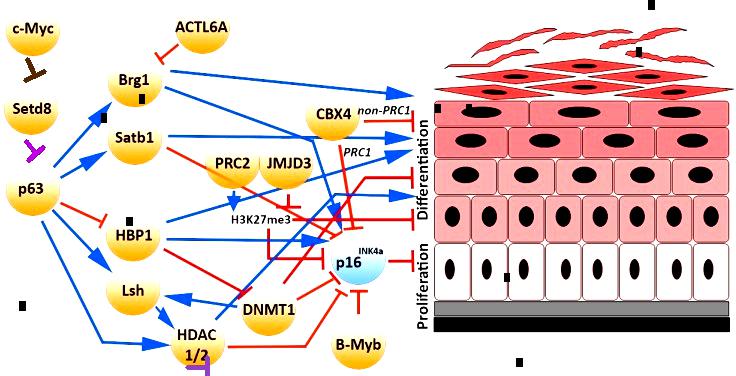 c-Myc
ACTL6A
Brg1
Setd8
CBX4
non-PRC1
Satb1
PRC1
PRC2
JMJD3
p63
H3K27me3
HBP1
p16 INK4a
Lsh
DNMT1
HDAC
1/2
B-Myb
Differentiation
Proliferation